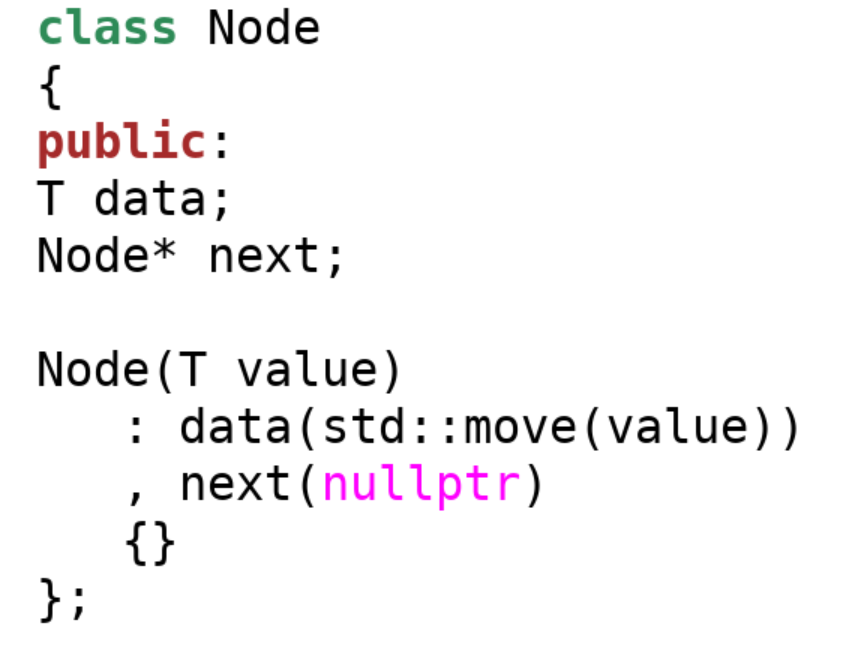 class Node
{
public:
T data;
Node* next;

Node(T value)
   : data(std::move(value))
   , next(nullptr)
   {}
};